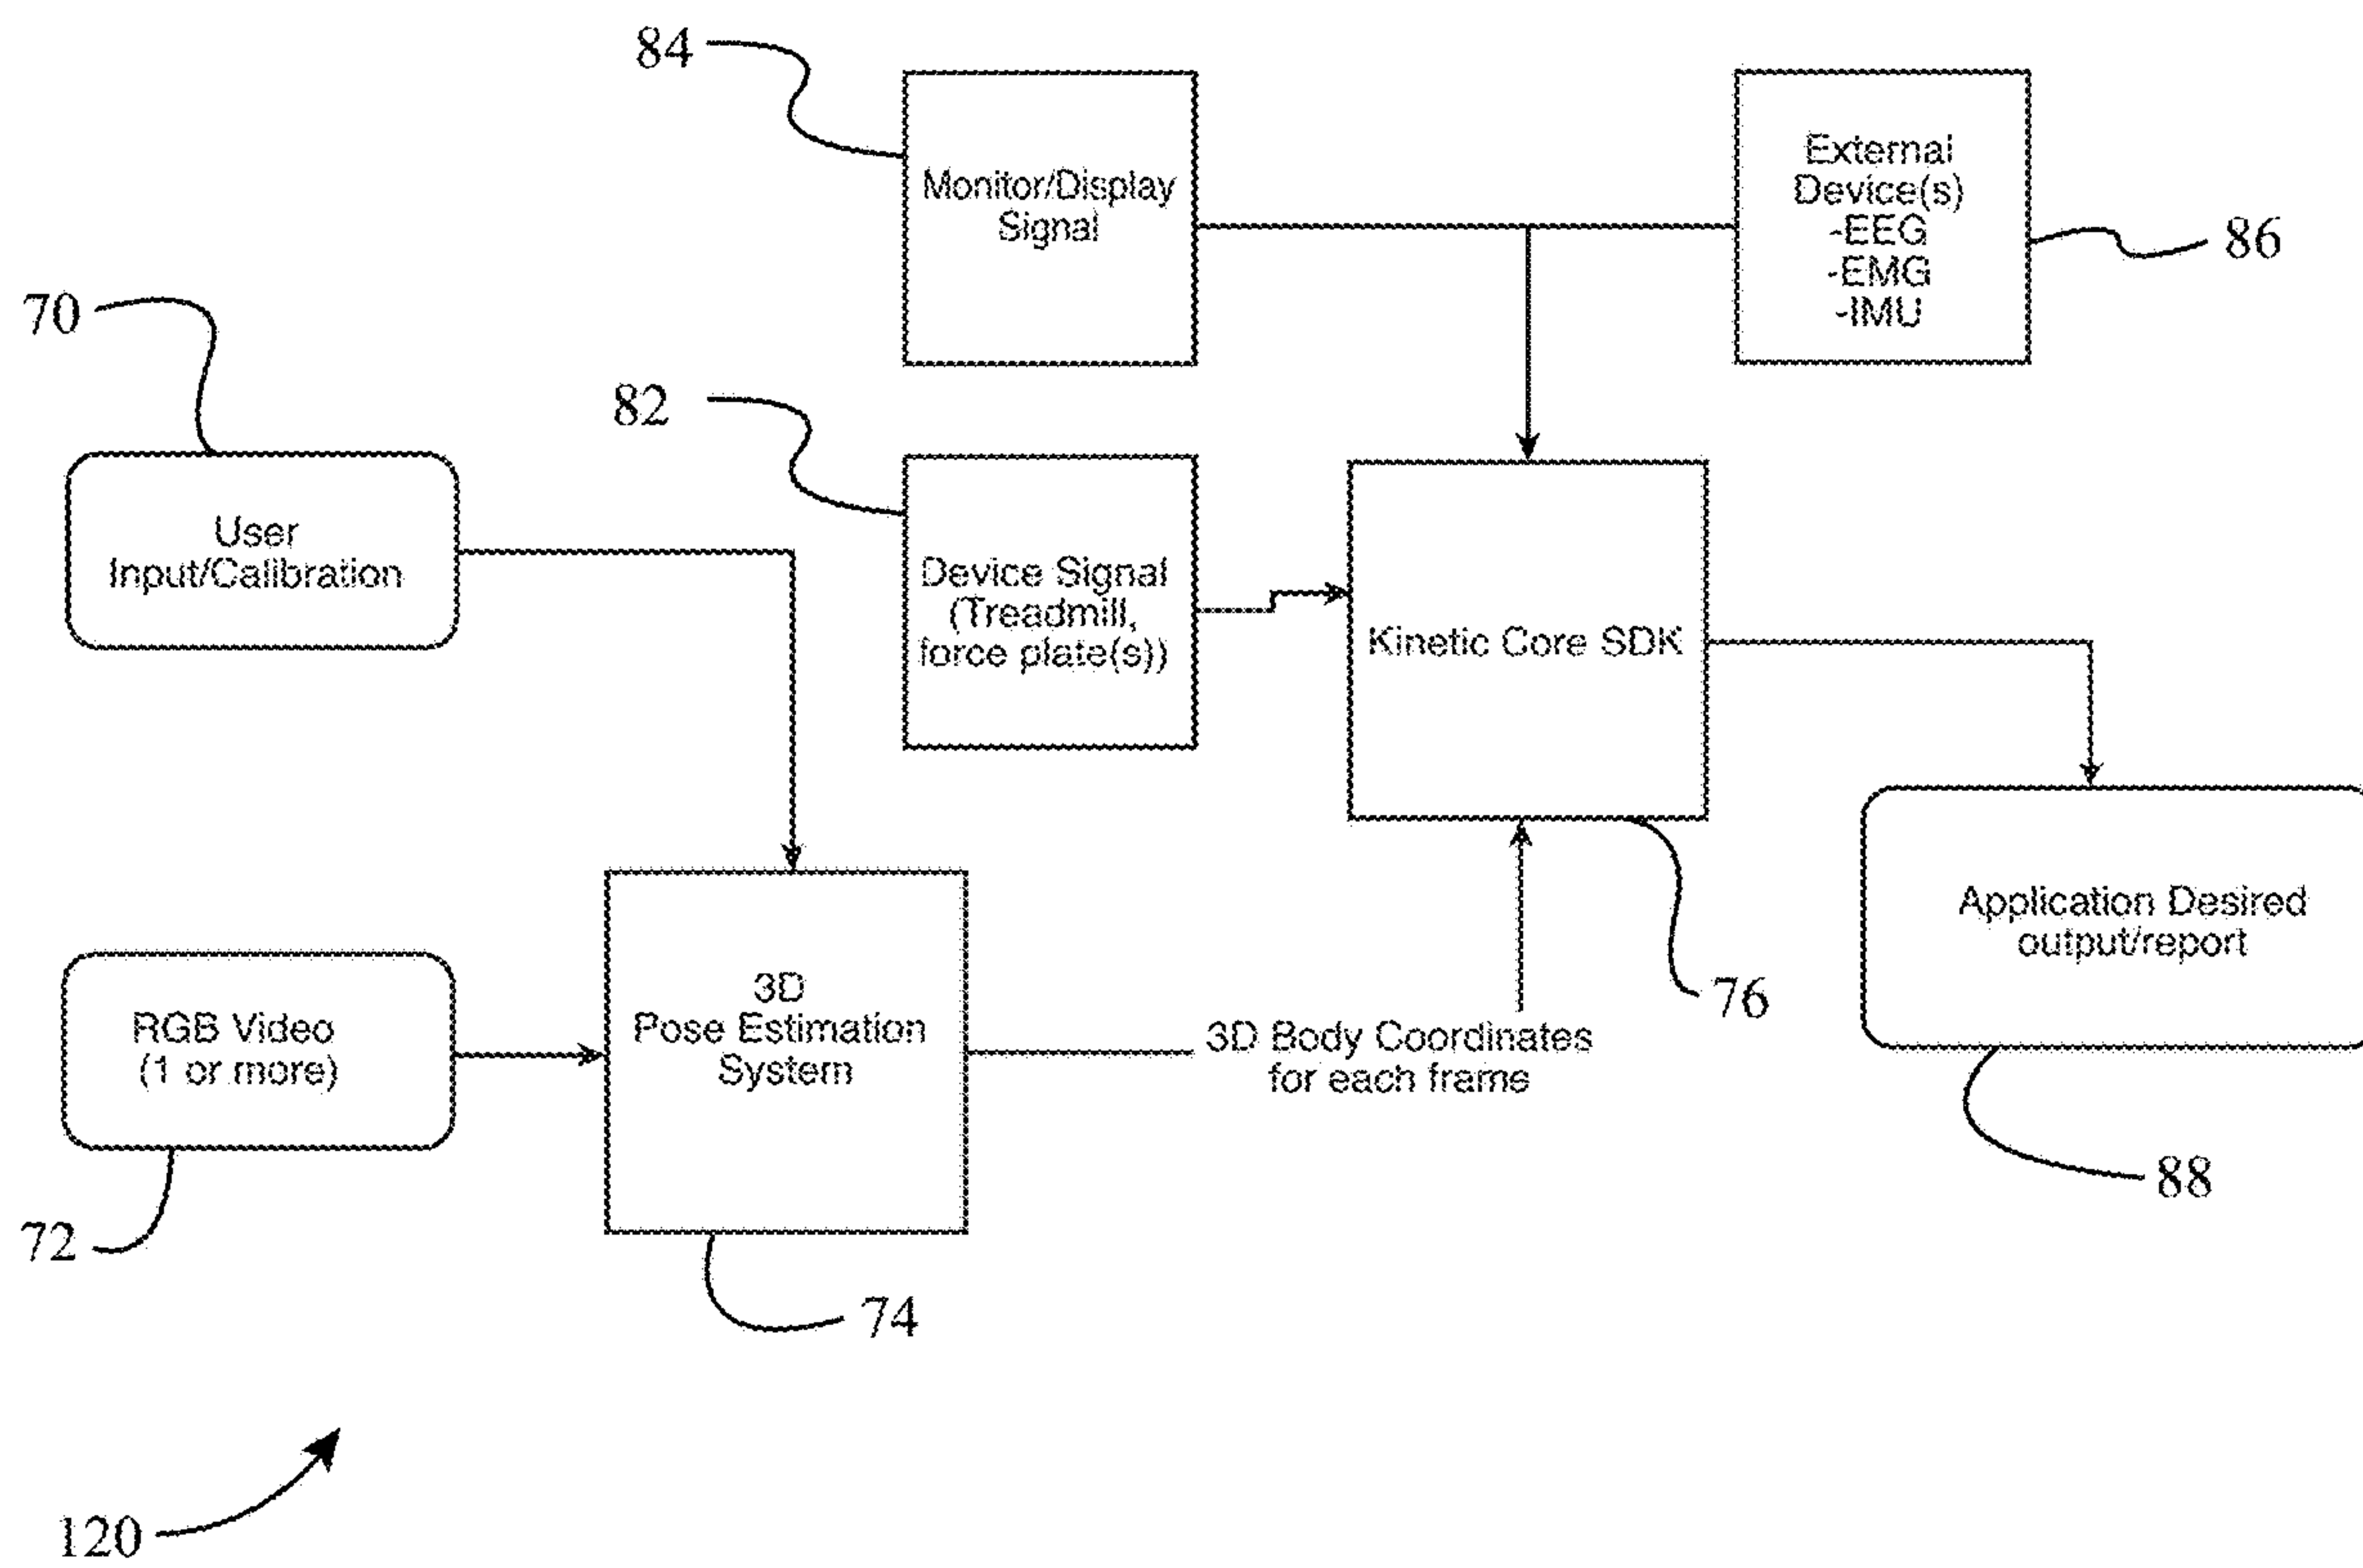 84
Monitor/Display
Signal
External
Device(s)
-EEG
-EMG
-IMU
86
70
User
Input/Calibration
82
Device Signal
(Treadmill,
force plate(s))
Kinetic Core SDK
76
Application Desired
output/report
88
RGB Video
(1 or more)
72
3D
Pose Estimation
System
74
3D Body Coordinates
for each frame
120